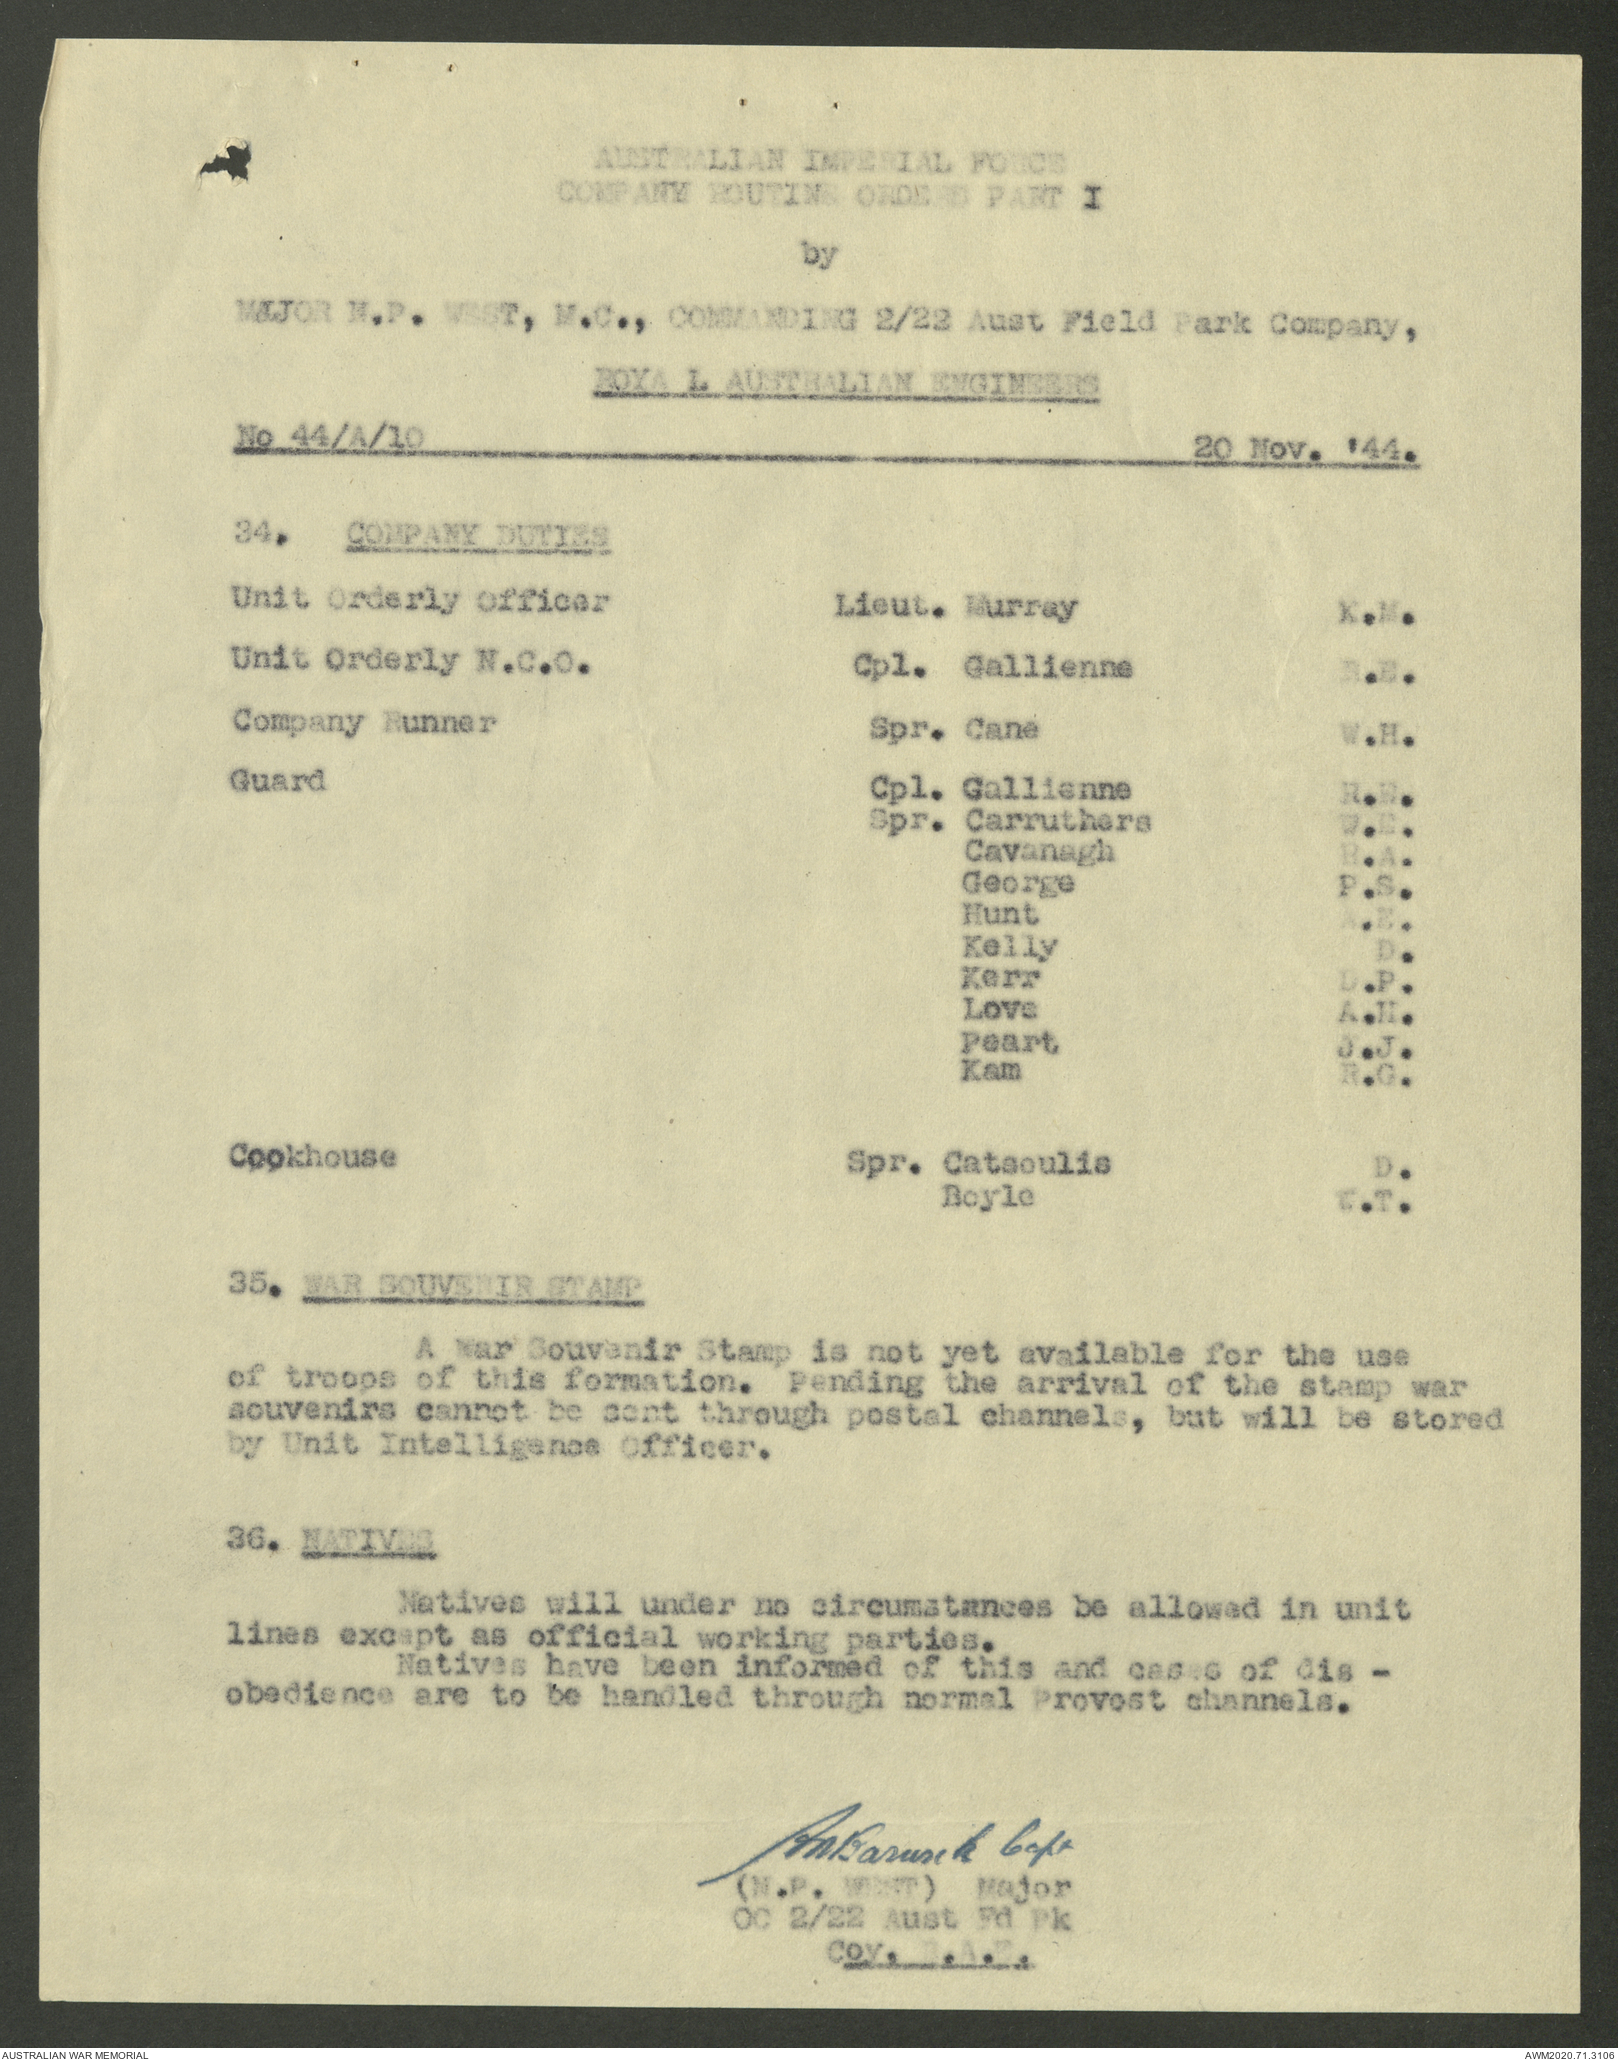 AUSTRALIAN IMPERIAL FORCE
COMPANY ROUTINE ORDERS PART I
by
MAJOR N.P. WEST, M.C., COMMANDING 2/22 Aust Field Park Company,
ROYA L AUSTRALIAN ENGINEERS
No 44/A/10 20 Nov. '44.
34. COMPANY DUTIES
Unit Orderly Officer Lieut. Murray K.M.
Unit Orderly N.C.O. Cpl. Gallienne R.E.
Company Runner Spr. Cane W.H.
Guard Cpl. Gallienne R.E.
Spr. Carruthers W.E.
Cavanagh R.A.
George P.S.
Hunt
Kelly D.
Kerr D.P.
Love A.H.
Peart J.J.
Kam R.G.
Cookhouse Spr. Catsoulis D.
Boyle W.T.
35. WAR SOUVENIR STAMP
A War Souvenir Stamp is not yet available for the use
of troops of this formation. Pending the arrival of the stamp war
souvenirs cannot be sent through postal channels, but will be stored
by Unit Intelligence Officer.
36. NATIVES
Natives will under no circumstances be allowed in unit
lines except as official working parties.
Natives have been informed of this and cases of dis -
obedience are to be handled through normal Provost channels.
Capt
(N.P. WEST) Major
OC 2/22 Aust Fd Pk
Coy. R.A.E.
AUSTRALIAN WAR MEMORIAL AWM2020.71.3106